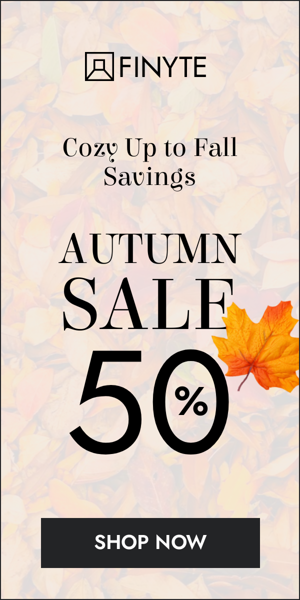 FINYTE
Cozy Up to Fall
Savings
AUTUMN
SALE
50%
SHOP NOW